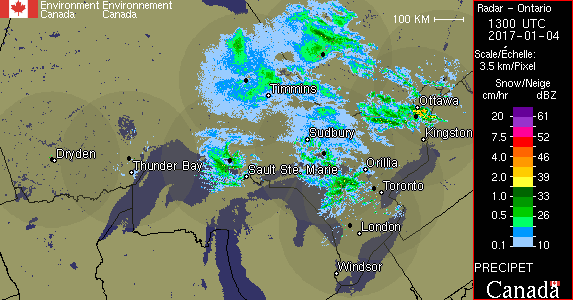 Environment Environnement
Canada Canada
100 KM
Timmins
Ottawa
Sudbury
Kingston
Dryden
Thunder Bay
Sault Ste. Marie
Orillia
Toronto
London
Windsor
Radar - Ontario
1300 UTC
2017-01-04
Scale/Échelle:
3.5 km/Pixel
Snow/Neige
cm/hr dBZ
20 61
7.5 52
4.0 46
2.0 39
1.0 33
0.5 26
0.1 10
PRECIPET
Canada